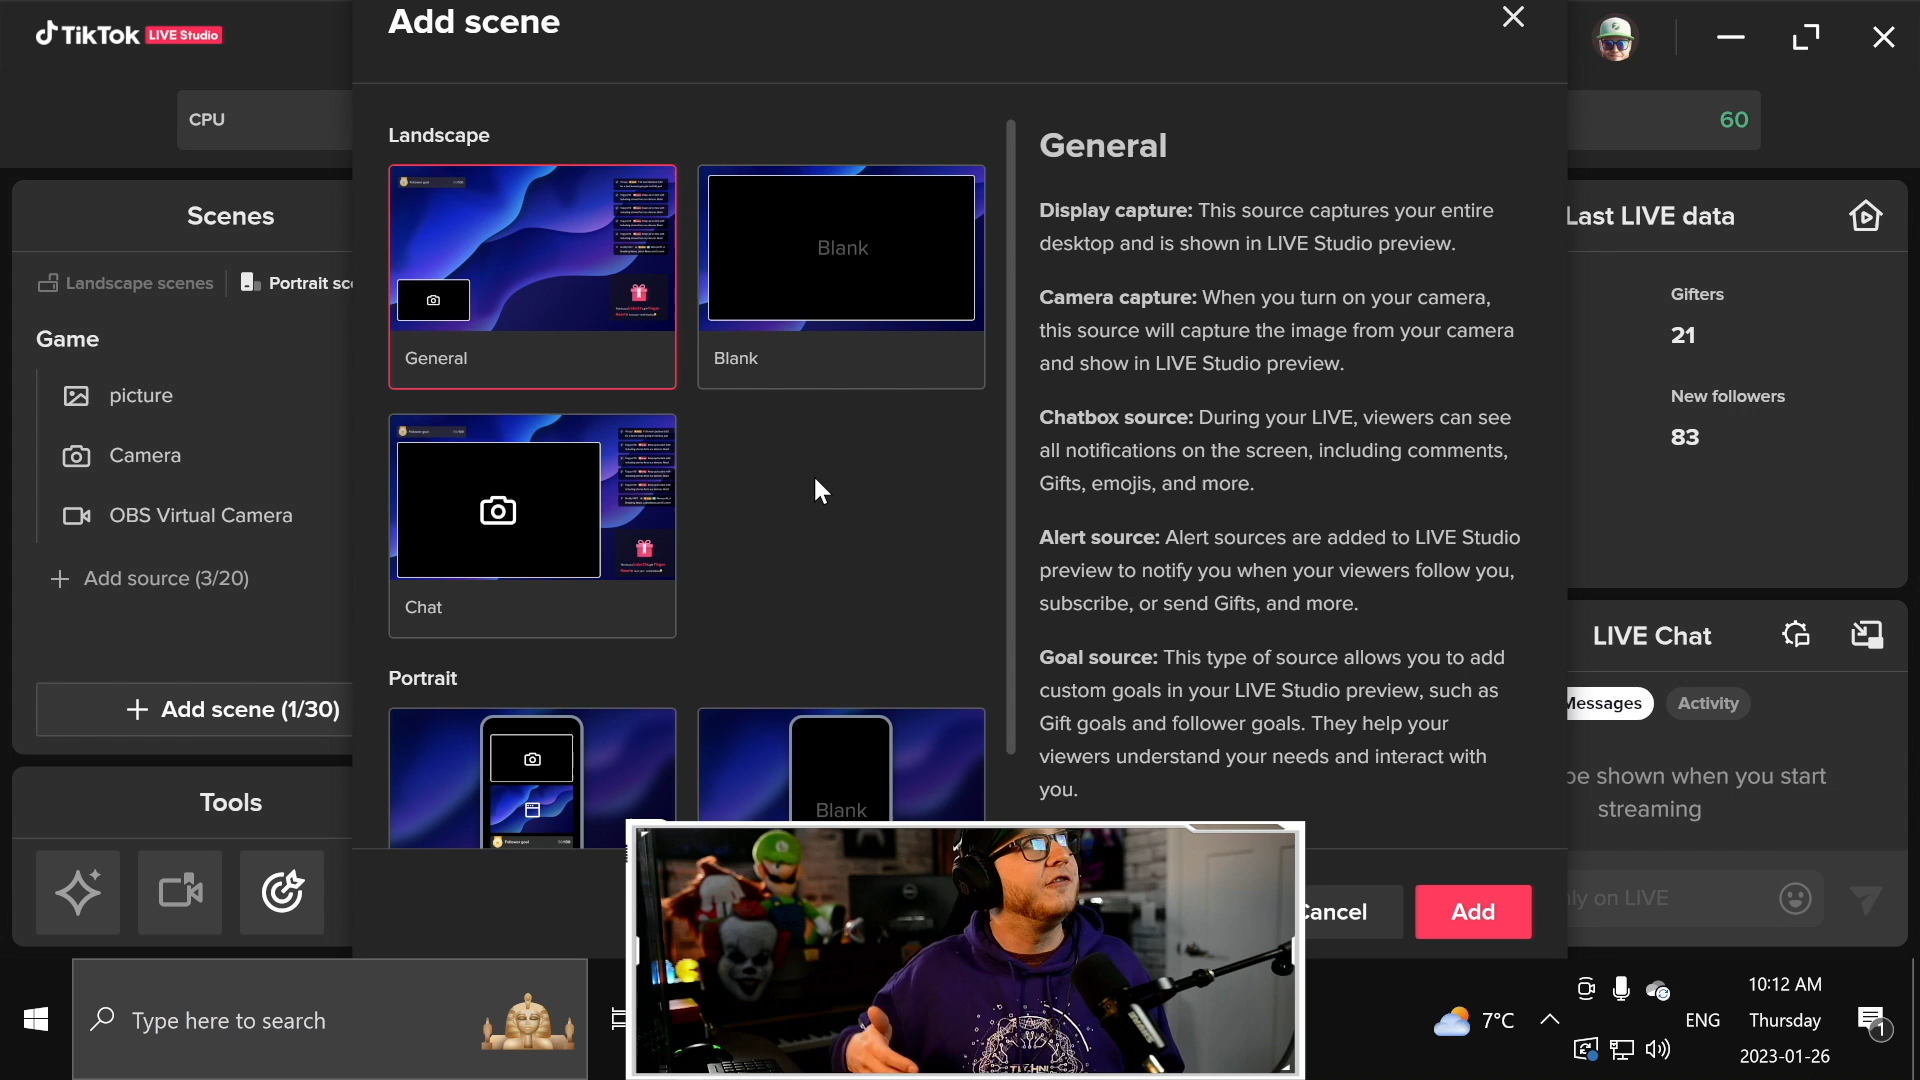 TikTok LIVE Studio
Add scene
CPU
60
Scenes
Landscape scenes
Portrait sce
Game
picture
Camera
OBS Virtual Camera
Add source (3/20)
Add scene (1/30)
Tools
Landscape
General
Blank
Blank
Chat
Portrait
Blank
General
Display capture: This source captures your entire
desktop and is shown in LIVE Studio preview.
Camera capture: When you turn on your camera,
this source will capture the image from your camera
and show in LIVE Studio preview.
Chatbox source: During your LIVE, viewers can see
all notifications on the screen, including comments,
Gifts, emojis, and more.
Alert source: Alert sources are added to LIVE Studio
preview to notify you when your viewers follow you,
subscribe, or send Gifts, and more.
Goal source: This type of source allows you to add
custom goals in your LIVE Studio preview, such as
Gift goals and follower goals. They help your
viewers understand your needs and interact with
you.
Cancel
Add
Last LIVE data
Gifters
21
New followers
83
LIVE Chat
Messages
Activity
be shown when you start
streaming
on LIVE
Type here to search
7°C
ENG
10:12 AM
Thursday
2023-01-26
1